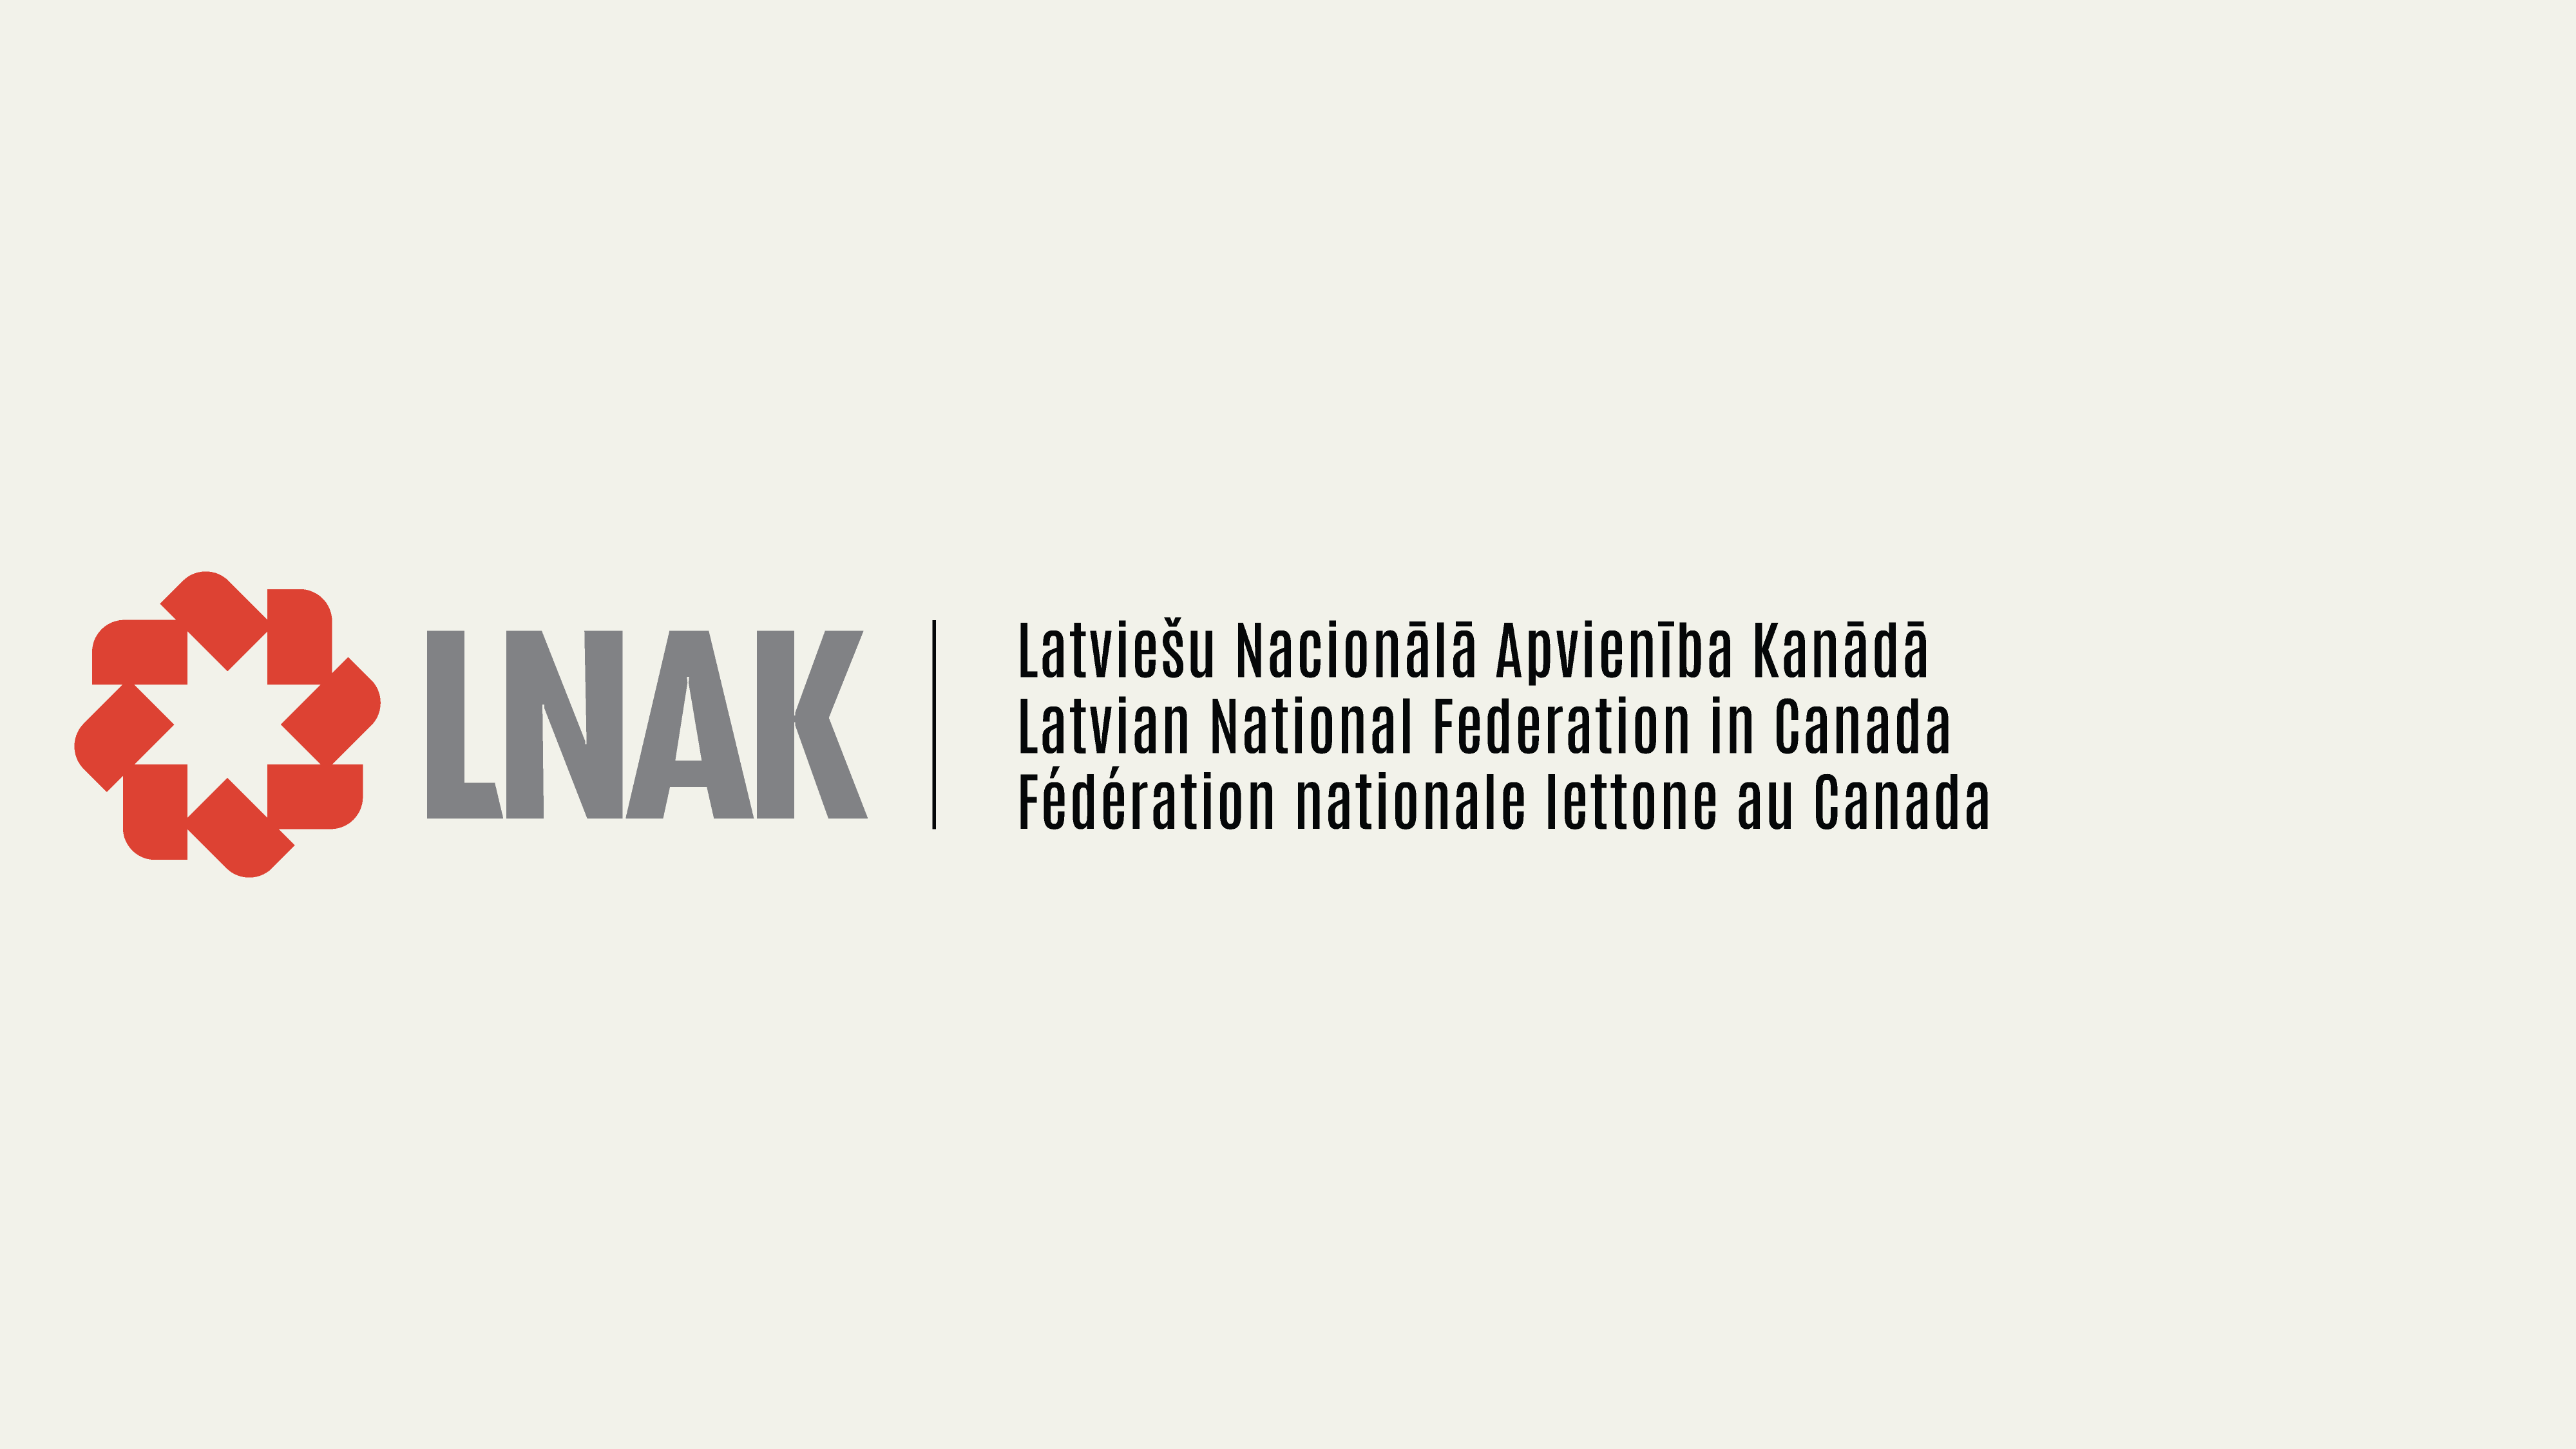 LNAK
Latviešu Nacionālā Apvienība Kanādā
Latvian National Federation in Canada
Fédération nationale lettone au Canada